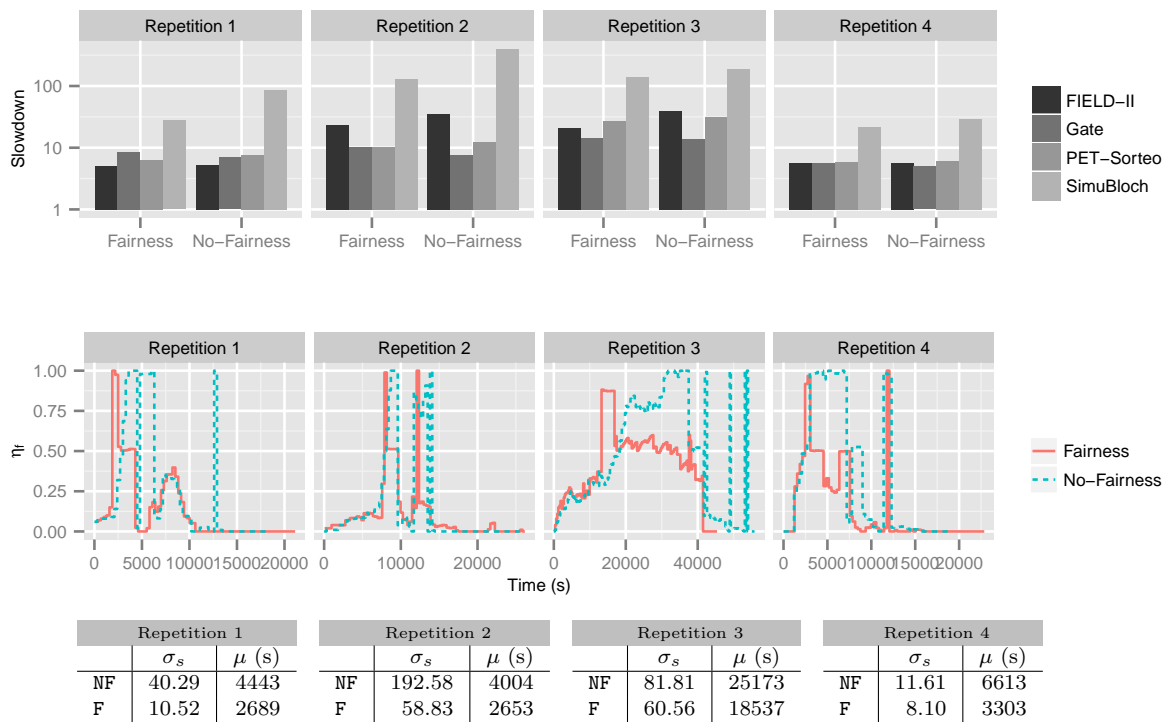 Repetition 1 Repetition 2 Repetition 3 Repetition 4
Slowdown
100
10
1
Fairness No−Fairness Fairness No−Fairness Fairness No−Fairness Fairness No−Fairness
FIELD−II
Gate
PET−Sorteo
SimuBloch
Repetition 1 Repetition 2 Repetition 3 Repetition 4
ηf
1.00
0.75
0.50
0.25
0.00
0 5000 10000 15000 20000 0 10000 20000 0 20000 40000 0 5000 10000 15000 20000
Time (s)
Fairness
No−Fairness
Repetition 1 Repetition 2 Repetition 3 Repetition 4
σs μ (s) σs μ (s) σs μ (s) σs μ (s)
NF 40.29 4443 NF 192.58 4004 NF 81.81 25173 NF 11.61 6613
F 10.52 2689 F 58.83 2653 F 60.56 18537 F 8.10 3303